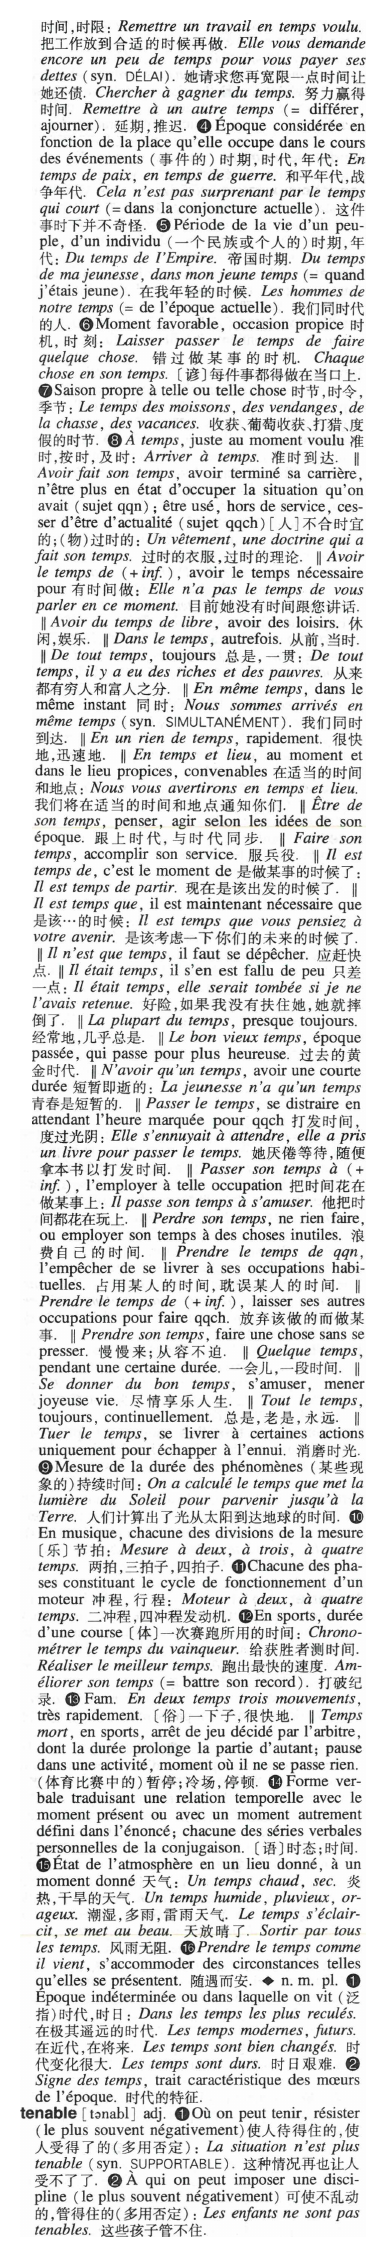 时间,时限: Remettre un travail en temps voulu.
把工作放到合适的时候再做. Elle vous demande
encore un peu de temps pour vous payer ses
dettes (syn. DÉLAI). 她请求您再宽限一点时间让
她还债. Chercher à gagner du temps. 努力赢得
时间. Remettre à un autre temps (= différer,
ajourner). 延期,推迟. ❹ Époque considérée en
fonction de la place qu'elle occupe dans le cours
des événements (事件的) 时期,时代,年代: En
temps de paix, en temps de guerre. 和平年代,战
争年代. Cela n'est pas surprenant par le temps
qui court (= dans la conjoncture actuelle). 这件
事时下并不奇怪. ❺ Période de la vie d'un peu-
ple, d'un individu (一个民族或个人的) 时期,年
代: Du temps de l'Empire. 帝国时期. Du temps
de ma jeunesse, dans mon jeune temps (= quand
j'étais jeune). 在我年轻的时候. Les hommes de
notre temps (= de l'époque actuelle). 我们同时代
的人. ❻ Moment favorable, occasion propice 时
机, 时刻: Laisser passer le temps de faire
quelque chose. 错过做某事的时机. Chaque
chose en son temps. [谚]每件事都得做在当口上.
❼ Saison propre à telle ou telle chose 时节,时令,
季节: Le temps des moissons, des vendanges, de
la chasse, des vacances. 收获、葡萄收获、打猎、度
假的时节. ❽ À temps, juste au moment voulu 准
时,按时,及时: Arriver à temps. 准时到达. ‖
Avoir fait son temps, avoir terminé sa carrière,
n'être plus en état d'occuper la situation qu'on
avait (sujet qqn); être usé, hors de service, ces-
ser d'être d'actualité (sujet qqch) [人]不合时宜
的;(物)过时的: Un vêtement, une doctrine qui a
fait son temps. 过时的衣服,过时的理论. ‖ Avoir
le temps de (+ inf.), avoir le temps nécessaire
pour 有时间做: Elle n'a pas le temps de vous
parler en ce moment. 目前她没有时间跟您讲话.
‖ Avoir du temps de libre, avoir des loisirs. 休
闲,娱乐. ‖ Dans le temps, autrefois. 从前,当时.
‖ De tout temps, toujours 总是,一贯: De tout
temps, il y a eu des riches et des pauvres. 从来
都有穷人和富人之分. ‖ En même temps, dans le
même instant 同时: Nous sommes arrivés en
même temps (syn. SIMULTANÉMENT). 我们同时
到达. ‖ En un rien de temps, rapidement. 很快
地,迅速地. ‖ En temps et lieu, au moment et
dans le lieu propices, convenables 在适当的时间
和地点: Nous vous avertirons en temps et lieu.
我们将在适当的时间和地点通知你们. ‖ Être de
son temps, penser, agir selon les idées de son
époque. 跟上时代,与时代同步. ‖ Faire son
temps, accomplir son service. 服兵役. ‖ Il est
temps de, c'est le moment de 是做某事的时候了:
Il est temps de partir. 现在是该出发的时候了. ‖
Il est temps que, il est maintenant nécessaire que
是该…的时候: Il est temps que vous pensiez à
votre avenir. 是该考虑一下你们的未来的时候了.
‖ Il n'est que temps, il faut se dépêcher. 应赶快
点. ‖ Il était temps, il s'en est fallu de peu 只差
一点: Il était temps, elle serait tombée si je ne
l'avais retenue. 好险,如果我没有扶住她,她就摔
倒了. ‖ La plupart du temps, presque toujours.
经常地,几乎总是. ‖ Le bon vieux temps, époque
passée, qui passe pour plus heureuse. 过去的黄
金时代. ‖ N'avoir qu'un temps, avoir une courte
durée 短暂即逝的: La jeunesse n'a qu'un temps
青春是短暂的. ‖ Passer le temps, se distraire en
attendant l'heure marquée pour qqch 打发时间,
度过光阴: Elle s'ennuyait à attendre, elle a pris
un livre pour passer le temps. 她厌倦等待,随便
拿本书以打发时间. ‖ Passer son temps à (+
inf.), l'employer à telle occupation 把时间花在
做某事上: Il passe son temps à s'amuser. 他把时
间都花在玩上. ‖ Perdre son temps, ne rien faire,
ou employer son temps à des choses inutiles. 浪
费自己的时间. ‖ Prendre le temps de qqn,
l'empêcher de se livrer à ses occupations habi-
tuelles. 占用某人的时间,耽误某人的时间. ‖
Prendre le temps de (+ inf.), laisser ses autres
occupations pour faire qqch. 放弃该做的而做某
事. ‖ Prendre son temps, faire une chose sans se
presser. 慢慢来;从容不迫. ‖ Quelque temps,
pendant une certaine durée. 一会儿,一段时间. ‖
Se donner du bon temps, s'amuser, mener
joyeuse vie. 尽情享乐人生. ‖ Tout le temps,
toujours, continuellement. 总是,老是,永远. ‖
Tuer le temps, se livrer à certaines actions
uniquement pour échapper à l'ennui. 消磨时光.
❾ Mesure de la durée des phénomènes (某些现
象的)持续时间: On a calculé le temps que met la
lumière du Soleil pour parvenir jusqu'à la
Terre. 人们计算出了光从太阳到达地球的时间. ❿
En musique, chacune des divisions de la mesure
[乐] 节拍: Mesure à deux, à trois, à quatre
temps. 两拍,三拍子,四拍子. ⓫ Chacune des pha-
ses constituant le cycle de fonctionnement d'un
moteur 冲程,行程: Moteur à deux, à quatre
temps. 二冲程,四冲程发动机. ⓬ En sports, durée
d'une course [体]一次赛跑所用的时间: Chrono-
métrer le temps du vainqueur. 给获胜者测时间.
Réaliser le meilleur temps. 跑出最快的速度. Am-
éliorer son temps (= battre son record). 打破纪
录. ⓭ Fam. En deux temps trois mouvements,
très rapidement. [俗]一下子,很快地. ‖ Temps
mort, en sports, arrêt de jeu décidé par l'arbitre,
dont la durée prolonge la partie d'autant; pause
dans une activité, moment où il ne se passe rien.
(体育比赛中的)暂停;冷场,停顿. ⓮ Forme ver-
bale traduisant une relation temporelle avec le
moment présent ou avec un moment autrement
défini dans l'énoncé; chacune des séries verbales
personnelles de la conjugaison. [语]时态;时间.
⓯ État de l'atmosphère en un lieu donné, à un
moment donné 天气: Un temps chaud, sec. 炎
热,干旱的天气. Un temps humide, pluvieux, or-
ageux. 潮湿,多雨,雷雨天气. Le temps s'éclair-
cit, se met au beau. 天放晴了. Sortir par tous
les temps. 风雨无阻. ⓰ Prendre le temps comme
il vient, s'accommoder des circonstances telles
qu'elles se présentent. 随遇而安. ◆ n. m. pl. ❶
Époque indéterminée ou dans laquelle on vit (泛
指)时代,时日: Dans les temps les plus reculés.
在极其遥远的时代. Les temps modernes, futurs.
在近代,在将来. Les temps sont bien changés. 时
代变化很大. Les temps sont durs. 时日艰难. ❷
Signe des temps, trait caractéristique des mœurs
de l'époque. 时代的特征.
tenable [tənabl] adj. ❶ Où on peut tenir, résister
(le plus souvent négativement)使人待得住的,使
人受得了的(多用否定): La situation n'est plus
tenable (syn. SUPPORTABLE). 这种情况再也让人
受不了了. ❷ À qui on peut imposer une disci-
pline (le plus souvent négativement) 可使不乱动
的,管得住的(多用否定): Les enfants ne sont pas
tenables. 这些孩子管不住.